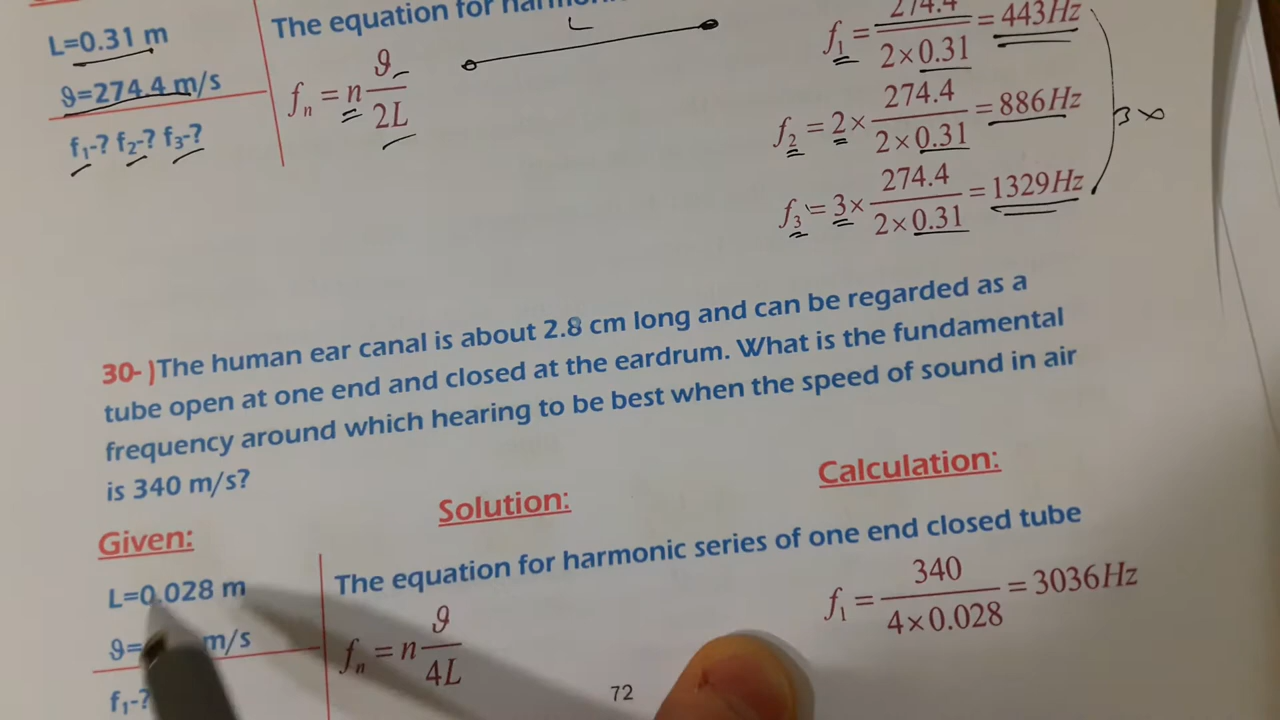 L=0.31 m
The equation for
ϑ=274.4 m/s
f₁-? f₂-? f₃-?
fₙ = n ϑ/2L
L
f₁ = 274.4/2×0.31 = 443Hz
f₂ = 2× 274.4/2×0.31 = 886Hz
f₃ = 3× 274.4/2×0.31 = 1329Hz
30- )The human ear canal is about 2.8 cm long and can be regarded as a
tube open at one end and closed at the eardrum. What is the fundamental
frequency around which hearing to be best when the speed of sound in air
is 340 m/s?
Given:
Solution:
Calculation:
L=0.028 m
ϑ= m/s
f₁-?
The equation for harmonic series of one end closed tube
fₙ = n ϑ/4L
f₁ = 340/4×0.028 = 3036Hz
72